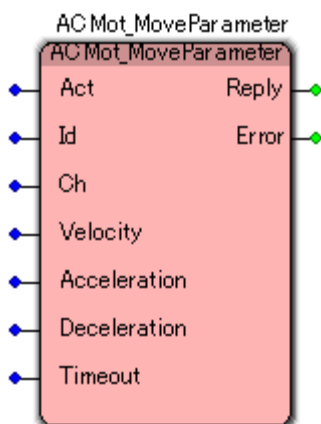 ACMot_MoveParameter
ACMot_MoveParameter
Act Reply
Id Error
Ch
Velocity
Acceleration
Deceleration
Timeout